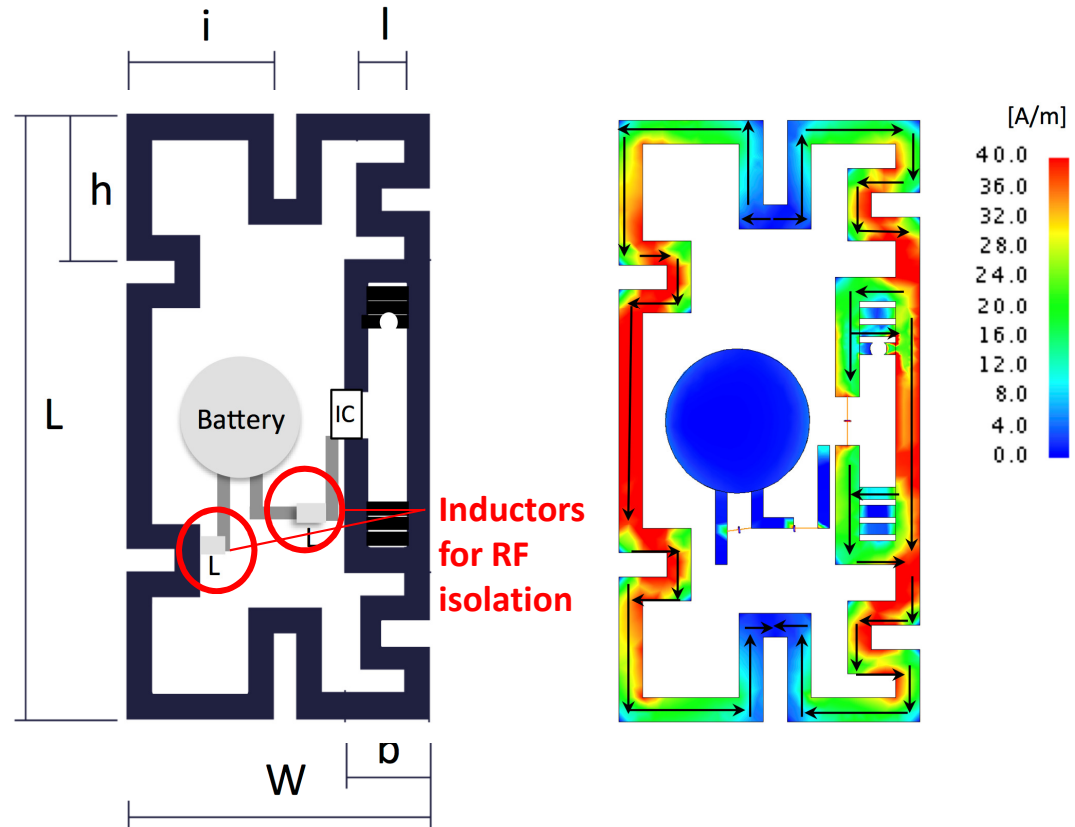 i
l
h
L
Battery
IC
L
L
Inductors
for RF
isolation
b
W
[A/m]
40.0
36.0
32.0
28.0
24.0
20.0
16.0
12.0
8.0
4.0
0.0